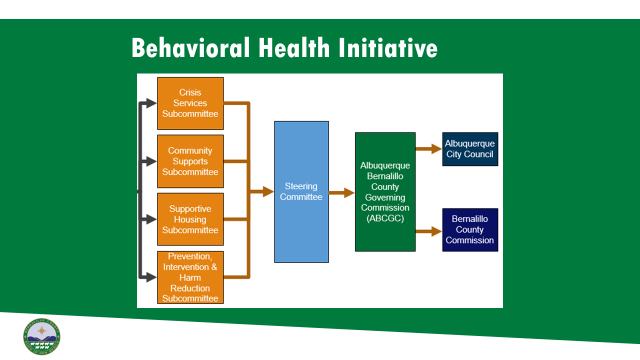 Behavioral Health Initiative
Crisis
Services
Subcommittee
Community
Supports
Subcommittee
Supportive
Housing
Subcommittee
Prevention,
Intervention &
Harm
Reduction
Subcommittee
Steering
Committee
Albuquerque
Bernalillo
County
Governing
Commission
(ABCGC)
Albuquerque
City Council
Bernalillo
County
Commission